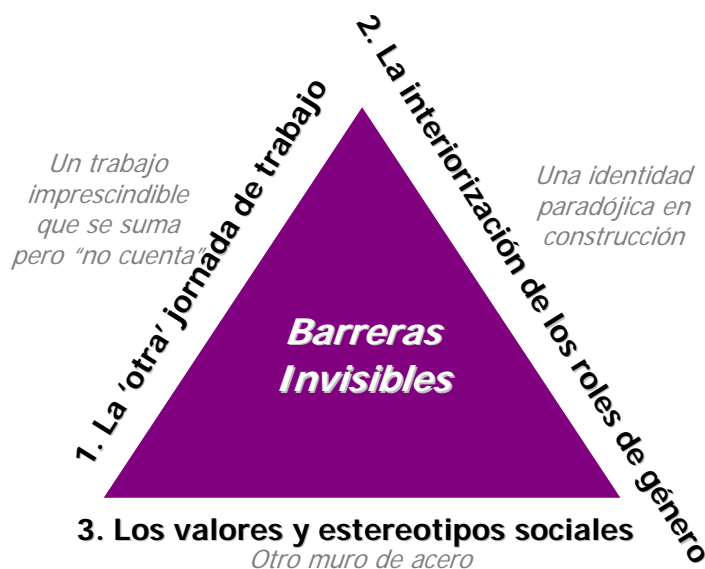 1. La 'otra' jornada de trabajo
Un trabajo
imprescindible
que se suma
pero "no cuenta"
2. La interiorización de los roles de género
Una identidad
paradójica en
construcción
Barreras
Invisibles
3. Los valores y estereotipos sociales
Otro muro de acero